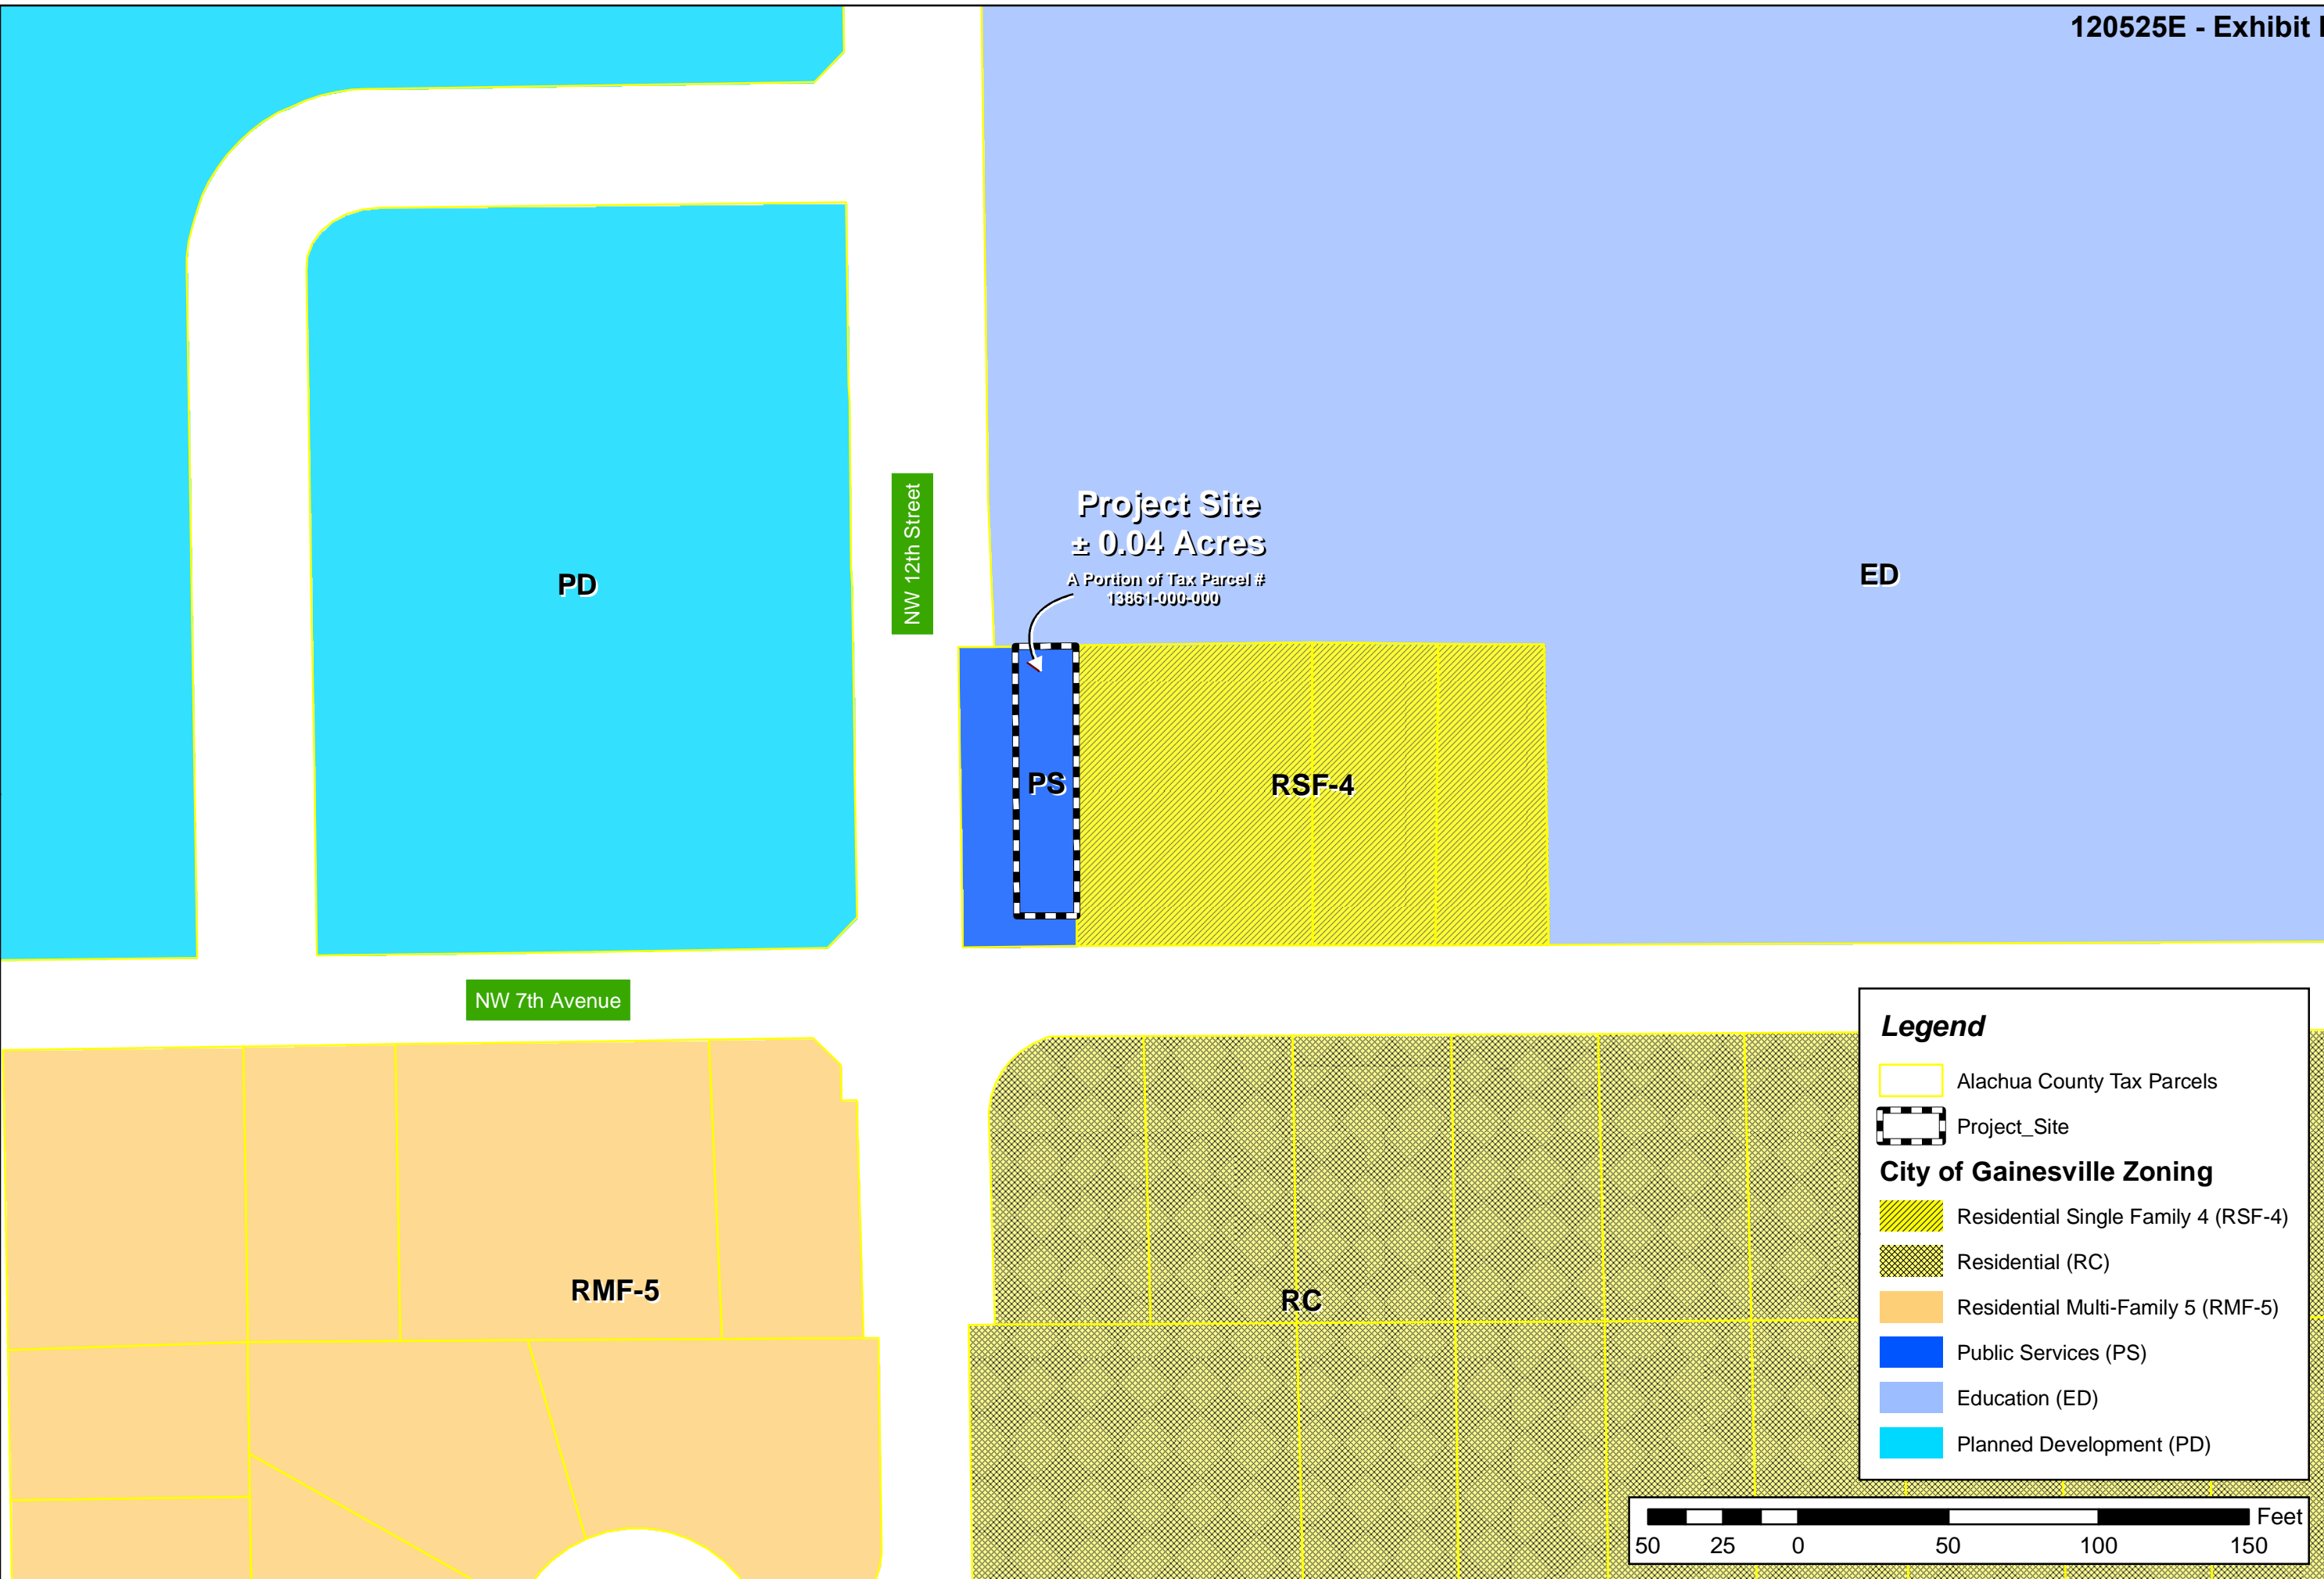 120525E - Exhibit
NW 12th Street
Project Site
± 0.04 Acres
A Portion of Tax Parcel #
13861-000-000
PD
ED
PS
RSF-4
NW 7th Avenue
RMF-5
RC
Legend
Alachua County Tax Parcels
Project_Site
City of Gainesville Zoning
Residential Single Family 4 (RSF-4)
Residential (RC)
Residential Multi-Family 5 (RMF-5)
Public Services (PS)
Education (ED)
Planned Development (PD)
Feet
50 25 0 50 100 150